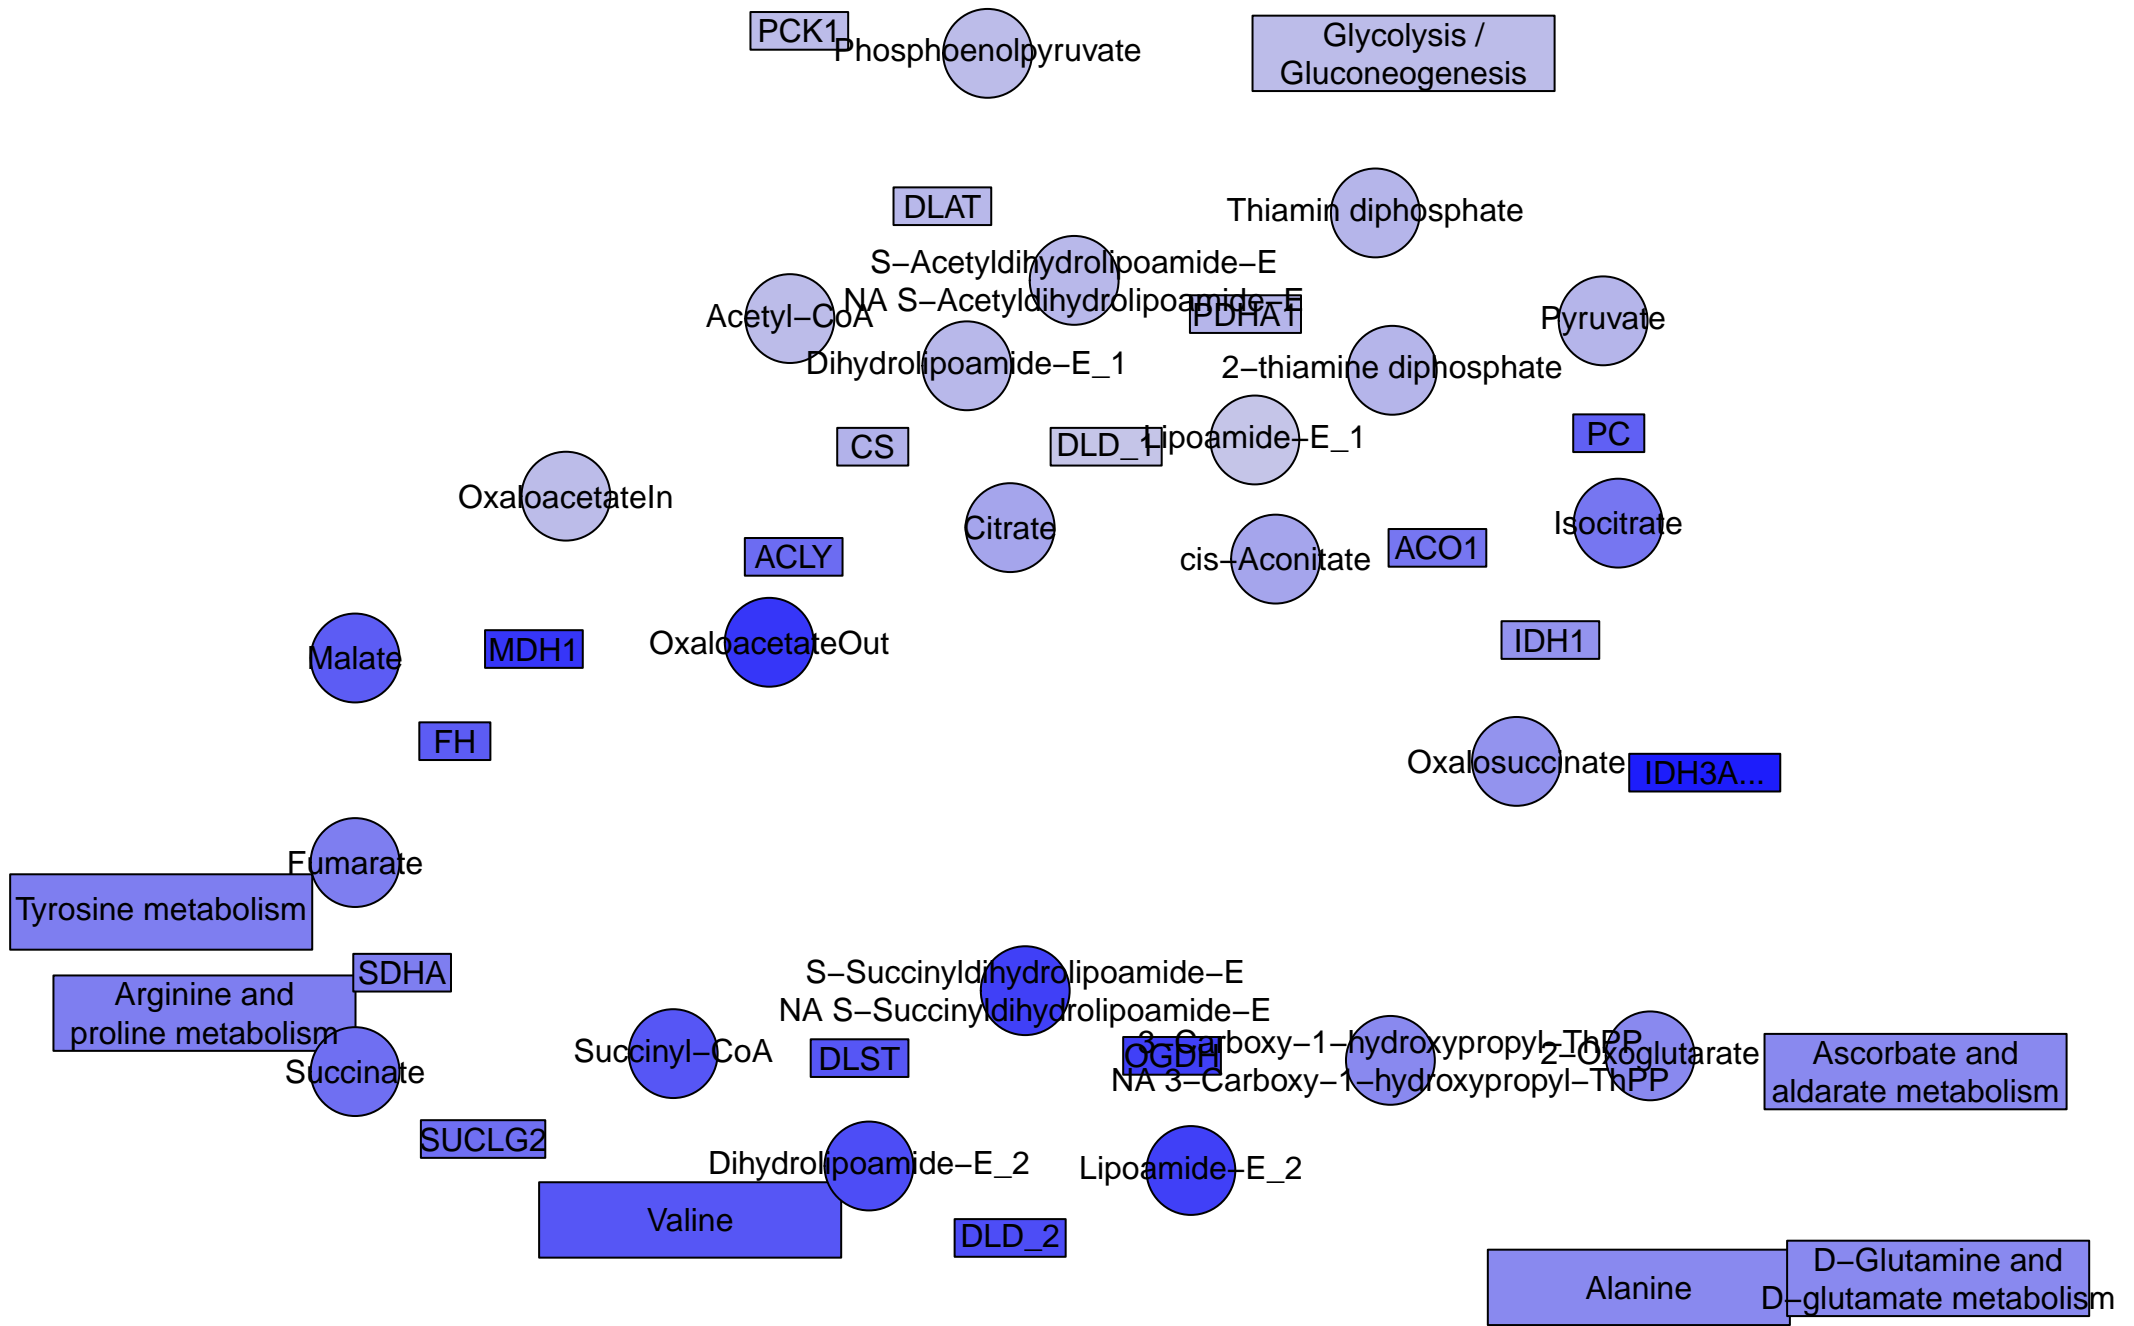 PCK1
Phosphoenolpyruvate
Glycolysis /
Gluconeogenesis
DLAT
Thiamin diphosphate
S−Acetyldihydrolipoamide−E
NA S−Acetyldihydrolipoamide−E
Acetyl−CoA
PDHA1
Pyruvate
Dihydrolipoamide−E_1
2−thiamine diphosphate
CS
DLD_1
Lipoamide−E_1
PC
OxaloacetateIn
Citrate
Isocitrate
ACLY
cis−Aconitate
ACO1
Malate
MDH1
OxaloacetateOut
IDH1
FH
Oxalosuccinate
IDH3A...
Fumarate
Tyrosine metabolism
SDHA
Arginine and
proline metabolism
S−Succinyldihydrolipoamide−E
NA S−Succinyldihydrolipoamide−E
Succinate
Succinyl−CoA
DLST
OGDH
3−Carboxy−1−hydroxypropyl−ThPP
NA 3−Carboxy−1−hydroxypropyl−ThPP
2−Oxoglutarate
Ascorbate and
aldarate metabolism
SUCLG2
Dihydrolipoamide−E_2
Lipoamide−E_2
Valine
DLD_2
Alanine
D−Glutamine and
D−glutamate metabolism